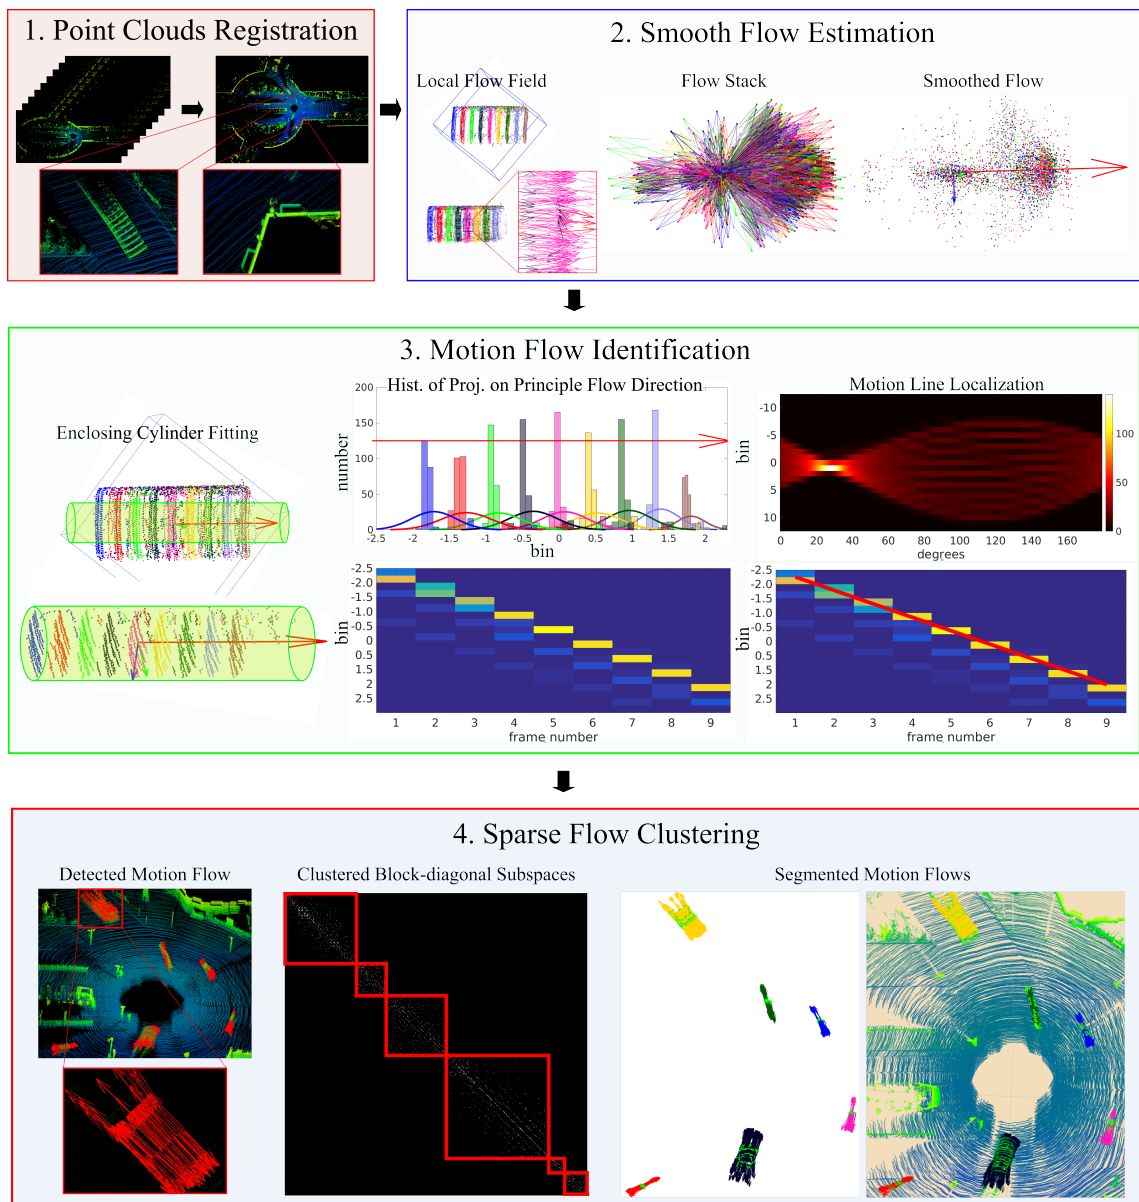 1. Point Clouds Registration
2. Smooth Flow Estimation
Local Flow Field
Flow Stack
Smoothed Flow
3. Motion Flow Identification
Enclosing Cylinder Fitting
Hist. of Proj. on Principle Flow Direction
200
150
100
50
0
number
-2.5 -2 -1.5 -1 -0.5 0 0.5 1 1.5 2
bin
Motion Line Localization
-10
-5
0
5
10
bin
0 20 40 60 80 100 120 140 160
degrees
100
50
0
-2.5
-2.0
-1.5
-1.0
-0.5
0
0.5
1.5
2
2.5
bin
1 2 3 4 5 6 7 8 9
frame number
-2.5
-2.0
-1.5
-1.0
-0.5
0
0.5
1.5
2
2.5
bin
1 2 3 4 5 6 7 8 9
frame number
4. Sparse Flow Clustering
Detected Motion Flow
Clustered Block-diagonal Subspaces
Segmented Motion Flows